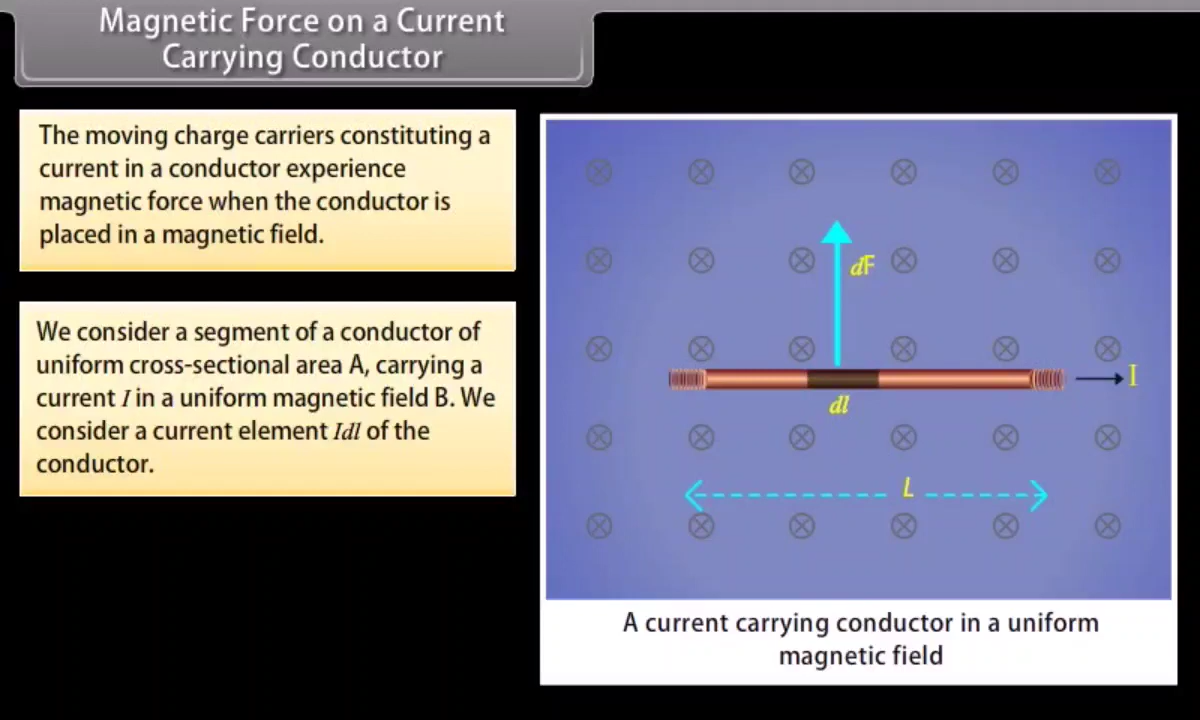 Magnetic Force on a Current
Carrying Conductor
The moving charge carriers constituting a
current in a conductor experience
magnetic force when the conductor is
placed in a magnetic field.
We consider a segment of a conductor of
uniform cross-sectional area A, carrying a
current I in a uniform magnetic field B. We
consider a current element Idl of the
conductor.
dF
I
dl
L
A current carrying conductor in a uniform
magnetic field